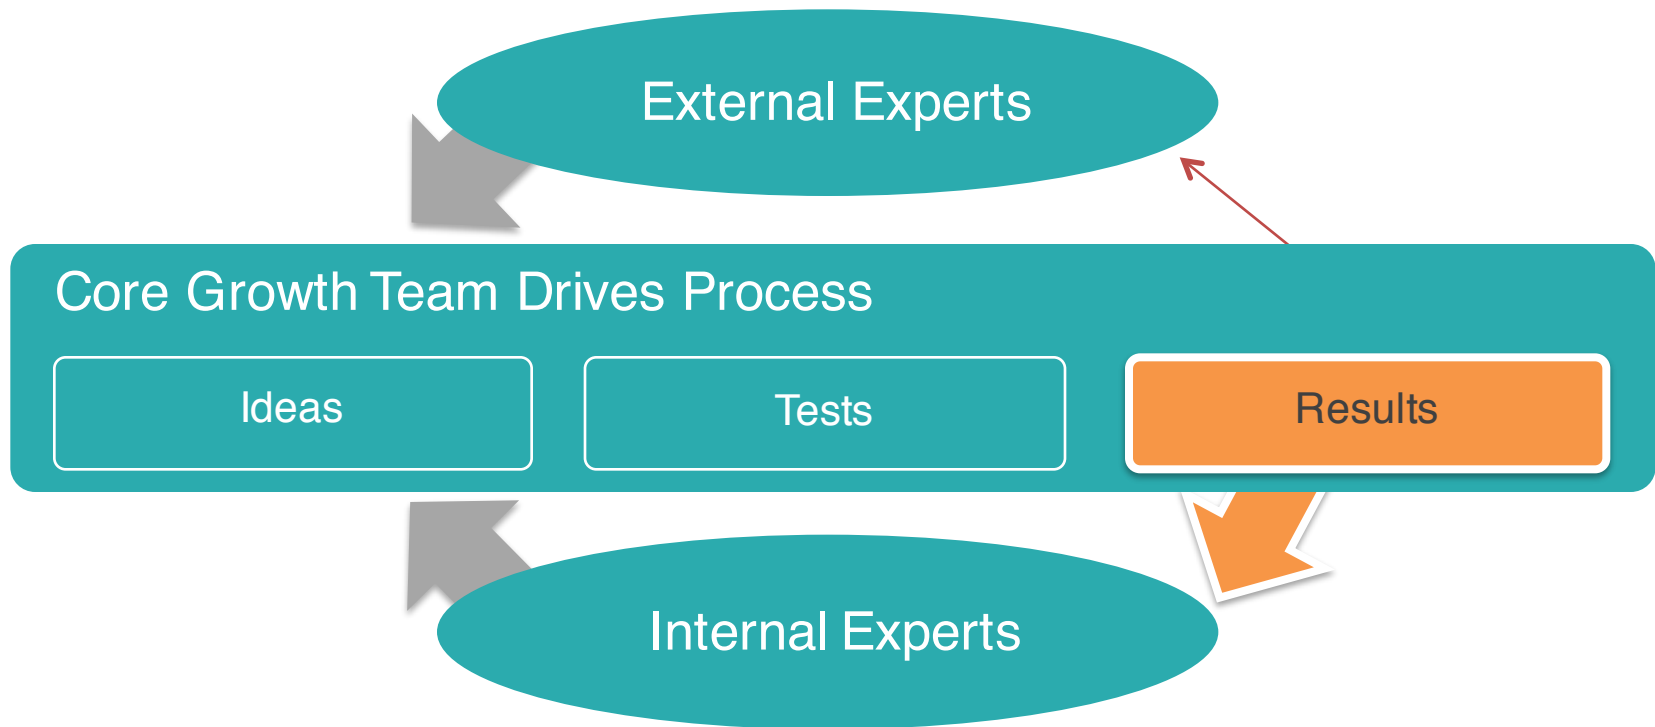 External Experts
Core Growth Team Drives Process
Ideas
Tests
Results
Internal Experts